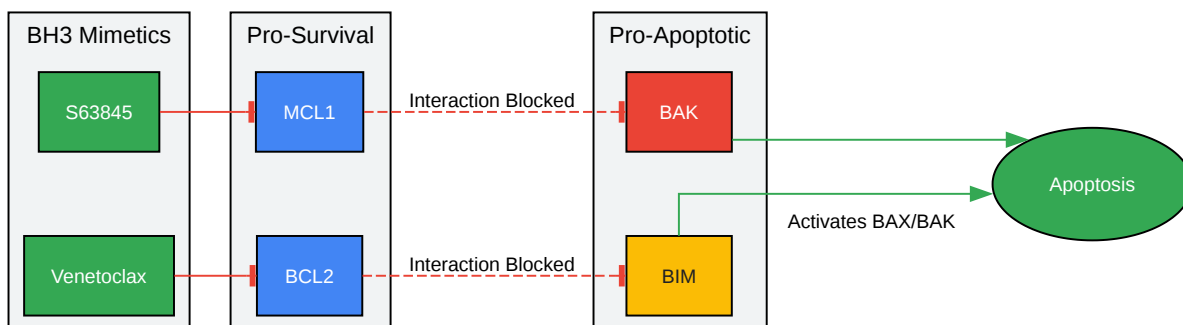 BH3 Mimetics
Pro-Survival
Pro-Apoptotic
S63845
MCL1
Interaction Blocked
BAK
Apoptosis
Activates BAX/BAK
Venetoclax
BCL2
Interaction Blocked
BIM